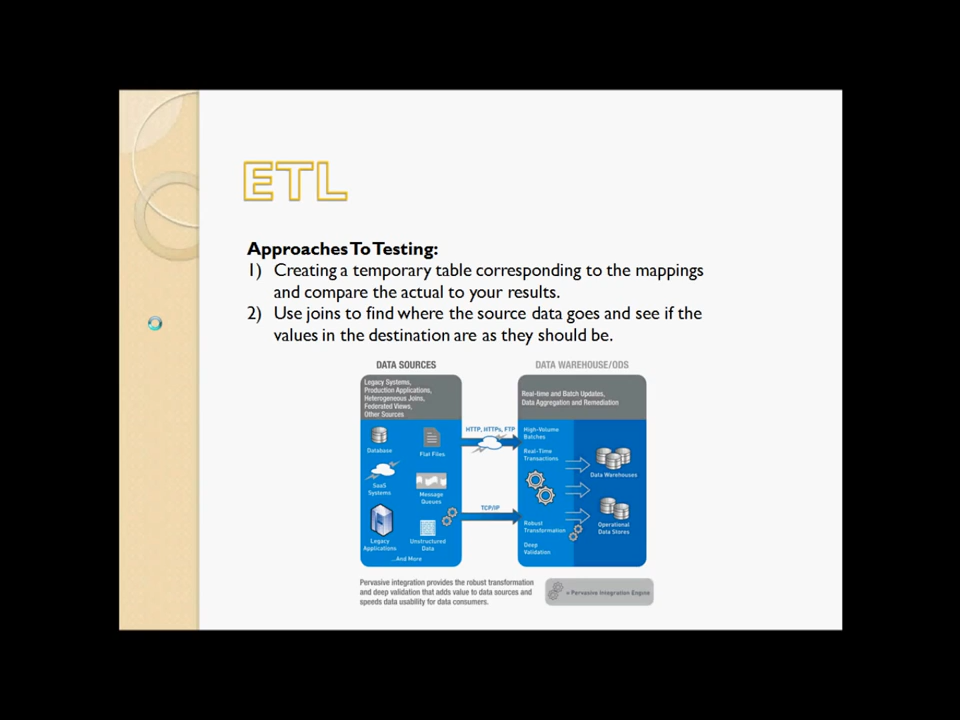 ETL
Approaches To Testing:
1) Creating a temporary table corresponding to the mappings
and compare the actual to your results.
2) Use joins to find where the source data goes and see if the
values in the destination are as they should be.
DATA SOURCES
Legacy Systems,
Production Applications,
Heterogeneous Joins,
Federated Views,
Other Sources
Database
Flat Files
SaaS
Systems
Message
Queues
Legacy
Applications
Unstructured
Data
...And More
HTTP, HTTPs, FTP
TCP/IP
DATA WAREHOUSE/ODS
Real-time and Batch Updates,
Data Aggregation and Remediation
High-Volume
Batches
Real-Time
Transactions
Robust
Transformation
Deep
Validation
Data Warehouses
Operational
Data Stores
Pervasive integration provides the robust transformation
and deep validation that adds value to data sources and
speeds data usability for data consumers.
= Pervasive Integration Engine